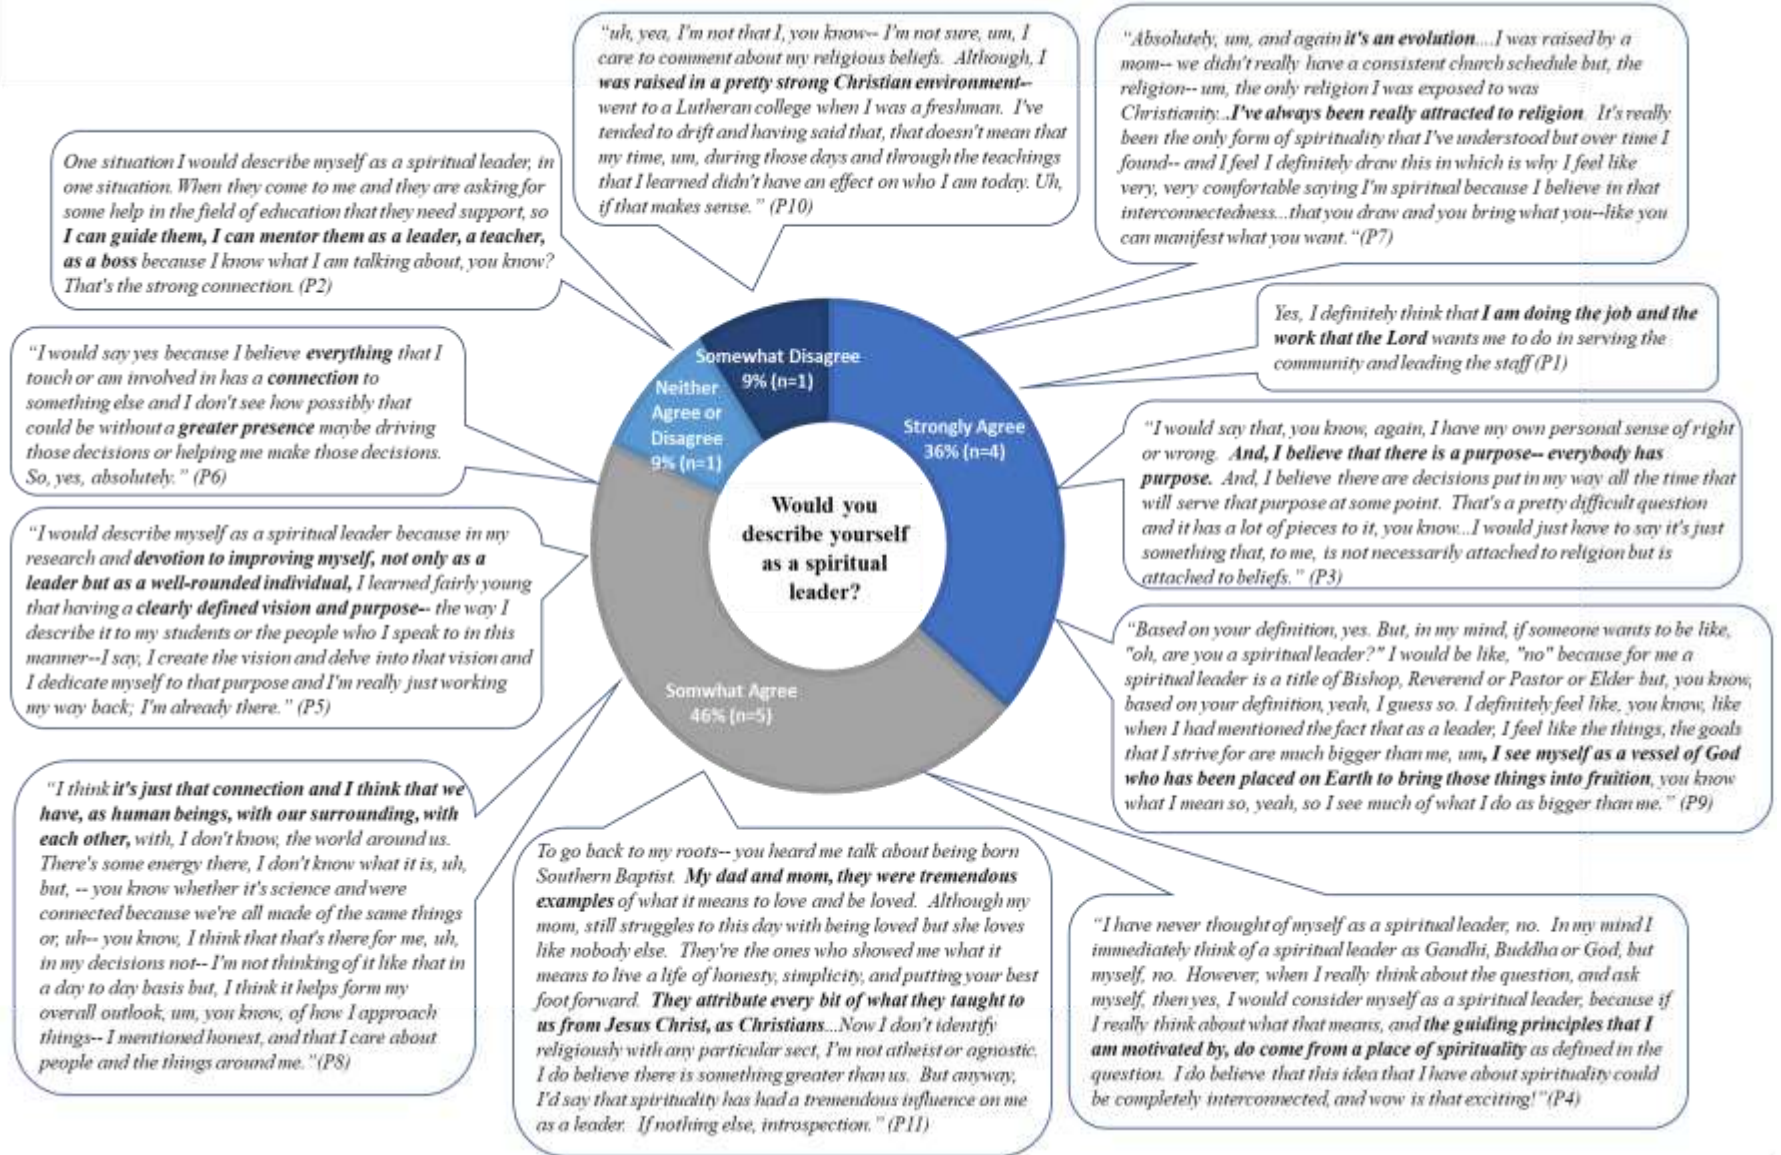 “uh, yea, I'm not that I, you know-- I'm not sure, um, I
care to comment about my religious beliefs. Although, I
was raised in a pretty strong Christian environment--
went to a Lutheran college when I was a freshman. I've
tended to drift and having said that, that doesn't mean that
my time, um, during those days and through the teachings
that I learned didn't have an effect on who I am today. Uh,
if that makes sense.” (P10)
“Absolutely, um, and again it's an evolution....I was raised by a
mom-- we didn't really have a consistent church schedule but, the
religion-- um, the only religion I was exposed to was
Christianity...I've always been really attracted to religion. It's really
been the only form of spirituality that I've understood but over time I
found-- and I feel I definitely draw this in which is why I feel like
very, very comfortable saying I'm spiritual because I believe in that
interconnectedness...that you draw and you bring what you--like you
can manifest what you want.“(P7)
One situation I would describe myself as a spiritual leader, in
one situation. When they come to me and they are asking for
some help in the field of education that they need support, so
I can guide them, I can mentor them as a leader, a teacher,
as a boss because I know what I am talking about, you know?
That's the strong connection. (P2)
Yes, I definitely think that I am doing the job and the
work that the Lord wants me to do in serving the
community and leading the staff (P1)
“I would say yes because I believe everything that I
touch or am involved in has a connection to
something else and I don't see how possibly that
could be without a greater presence maybe driving
those decisions or helping me make those decisions.
So, yes, absolutely.” (P6)
Somewhat Disagree
9% (n=1)
Neither
Agree or
Disagree
9% (n=1)
Strongly Agree
36% (n=4)
Would you
describe yourself
as a spiritual
leader?
Somwhat Agree
46% (n=5)
“I would say that, you know, again, I have my own personal sense of right
or wrong. And, I believe that there is a purpose-- everybody has
purpose. And, I believe there are decisions put in my way all the time that
will serve that purpose at some point. That's a pretty difficult question
and it has a lot of pieces to it, you know...I would just have to say it's just
something that, to me, is not necessarily attached to religion but is
attached to beliefs.” (P3)
“I would describe myself as a spiritual leader because in my
research and devotion to improving myself, not only as a
leader but as a well-rounded individual, I learned fairly young
that having a clearly defined vision and purpose-- the way I
describe it to my students or the people who I speak to in this
manner--I say, I create the vision and delve into that vision and
I dedicate myself to that purpose and I'm really just working
my way back; I'm already there.” (P5)
“Based on your definition, yes. But, in my mind, if someone wants to be like,
"oh, are you a spiritual leader?" I would be like, "no" because for me a
spiritual leader is a title of Bishop, Reverend or Pastor or Elder but, you know,
based on your definition, yeah, I guess so. I definitely feel like, you know, like
when I had mentioned the fact that as a leader, I feel like the things, the goals
that I strive for are much bigger than me, um, I see myself as a vessel of God
who has been placed on Earth to bring those things into fruition, you know
what I mean so, yeah, so I see much of what I do as bigger than me.” (P9)
“I think it's just that connection and I think that we
have, as human beings, with our surrounding, with
each other, with, I don't know, the world around us.
There's some energy there, I don't know what it is, uh,
but, -- you know whether it's science and were
connected because we're all made of the same things
or, uh-- you know, I think that that's there for me, uh,
in my decisions not-- I'm not thinking of it like that in
a day to day basis but, I think it helps form my
overall outlook, um, you know, of how I approach
things-- I mentioned honest, and that I care about
people and the things around me.”(P8)
To go back to my roots-- you heard me talk about being born
Southern Baptist. My dad and mom, they were tremendous
examples of what it means to love and be loved. Although my
mom, still struggles to this day with being loved but she loves
like nobody else. They're the ones who showed me what it
means to live a life of honesty, simplicity, and putting your best
foot forward. They attribute every bit of what they taught to
us from Jesus Christ, as Christians...Now I don't identify
religiously with any particular sect, I'm not atheist or agnostic.
I do believe there is something greater than us. But anyway,
I'd say that spirituality has had a tremendous influence on me
as a leader. If nothing else, introspection.” (P11)
“I have never thought of myself as a spiritual leader, no. In my mind I
immediately think of a spiritual leader as Gandhi, Buddha or God, but
myself, no. However, when I really think about the question, and ask
myself, then yes, I would consider myself as a spiritual leader, because if
I really think about what that means, and the guiding principles that I
am motivated by, do come from a place of spirituality as defined in the
question. I do believe that this idea that I have about spirituality could
be completely interconnected, and wow is that exciting!”(P4)